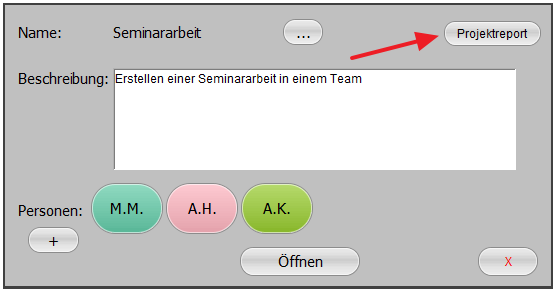 Name: Seminararbeit ... Projektreport
Beschreibung: Erstellen einer Seminararbeit in einem Team
Personen: M.M. A.H. A.K.
+
Öffnen X